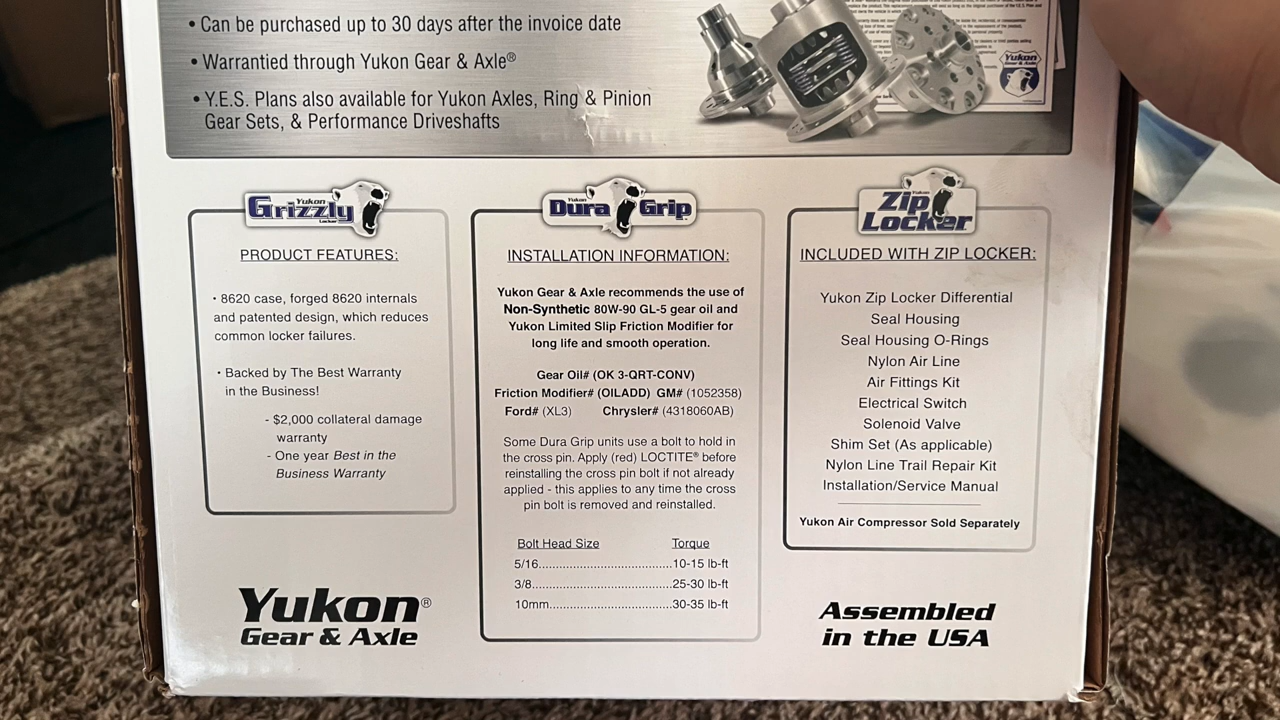 • Can be purchased up to 30 days after the invoice date
• Warrantied through Yukon Gear & Axle®
• Y.E.S. Plans also available for Yukon Axles, Ring & Pinion
Gear Sets, & Performance Driveshafts
Yukon
Gear & Axle
Yukon
Grizzly
Locker
PRODUCT FEATURES:
• 8620 case, forged 8620 internals
and patented design, which reduces
common locker failures.
• Backed by The Best Warranty
in the Business!
- $2,000 collateral damage
warranty
- One year Best in the
Business Warranty
Yukon
Dura Grip
INSTALLATION INFORMATION:
Yukon Gear & Axle recommends the use of
Non-Synthetic 80W-90 GL-5 gear oil and
Yukon Limited Slip Friction Modifier for
long life and smooth operation.
Gear Oil# (OK 3-QRT-CONV)
Friction Modifier# (OILADD) GM# (1052358)
Ford# (XL3) Chrysler# (4318060AB)
Some Dura Grip units use a bolt to hold in
the cross pin. Apply (red) LOCTITE® before
reinstalling the cross pin bolt if not already
applied - this applies to any time the cross
pin bolt is removed and reinstalled.
Bolt Head Size Torque
5/16..................................10-15 lb-ft
3/8....................................25-30 lb-ft
10mm...............................30-35 lb-ft
Yukon
Zip
Locker
INCLUDED WITH ZIP LOCKER:
Yukon Zip Locker Differential
Seal Housing
Seal Housing O-Rings
Nylon Air Line
Air Fittings Kit
Electrical Switch
Solenoid Valve
Shim Set (As applicable)
Nylon Line Trail Repair Kit
Installation/Service Manual
Yukon Air Compressor Sold Separately
Yukon®
Gear & Axle
Assembled
in the USA